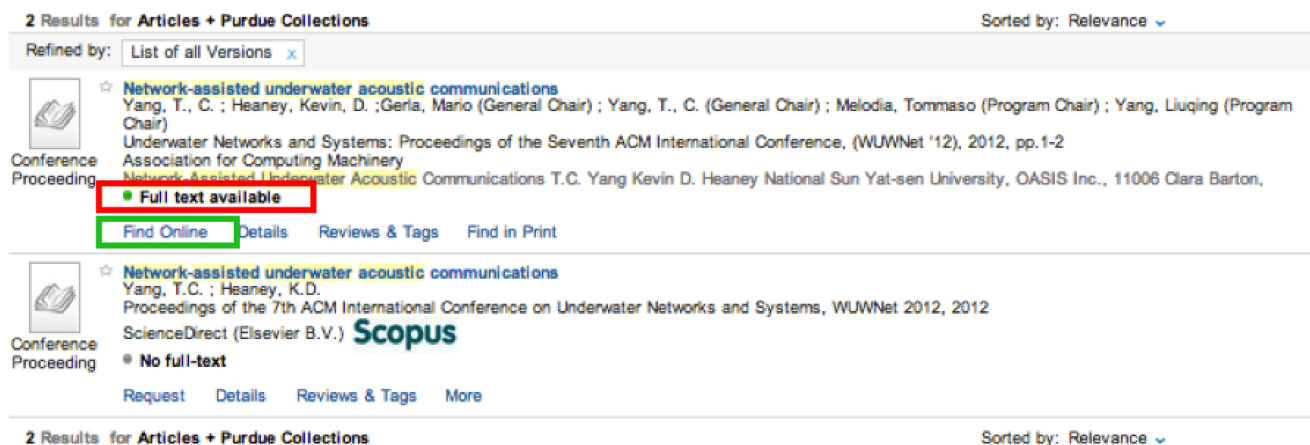 2 Results for Articles + Purdue Collections Sorted by: Relevance
Refined by: List of all Versions x
Network-assisted underwater acoustic communications
Yang, T., C. ; Heaney, Kevin, D. ;Gerla, Mario (General Chair) ; Yang, T., C. (General Chair) ; Melodia, Tommaso (Program Chair) ; Yang, Liuqing (Program
Chair)
Underwater Networks and Systems: Proceedings of the Seventh ACM International Conference, (WUWNet '12), 2012, pp.1-2
Conference Association for Computing Machinery
Proceeding Network-Assisted Underwater Acoustic Communications T.C. Yang Kevin D. Heaney National Sun Yat-sen University, OASIS Inc., 11006 Clara Barton,
Full text available
Find Online Details Reviews & Tags Find in Print
Network-assisted underwater acoustic communications
Yang, T.C. ; Heaney, K.D.
Proceedings of the 7th ACM International Conference on Underwater Networks and Systems, WUWNet 2012, 2012
ScienceDirect (Elsevier B.V.) Scopus
Conference
Proceeding No full-text
Request Details Reviews & Tags More
2 Results for Articles + Purdue Collections Sorted by: Relevance